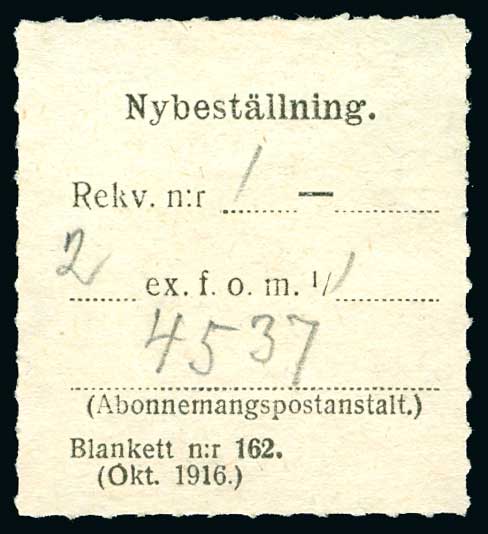 Nybeställning.
Rekv. n:r 1 —
2 ex. f. o. m. 1/1
4537
(Abonnemangspostanstalt.)
Blankett n:r 162.
(Okt. 1916.)